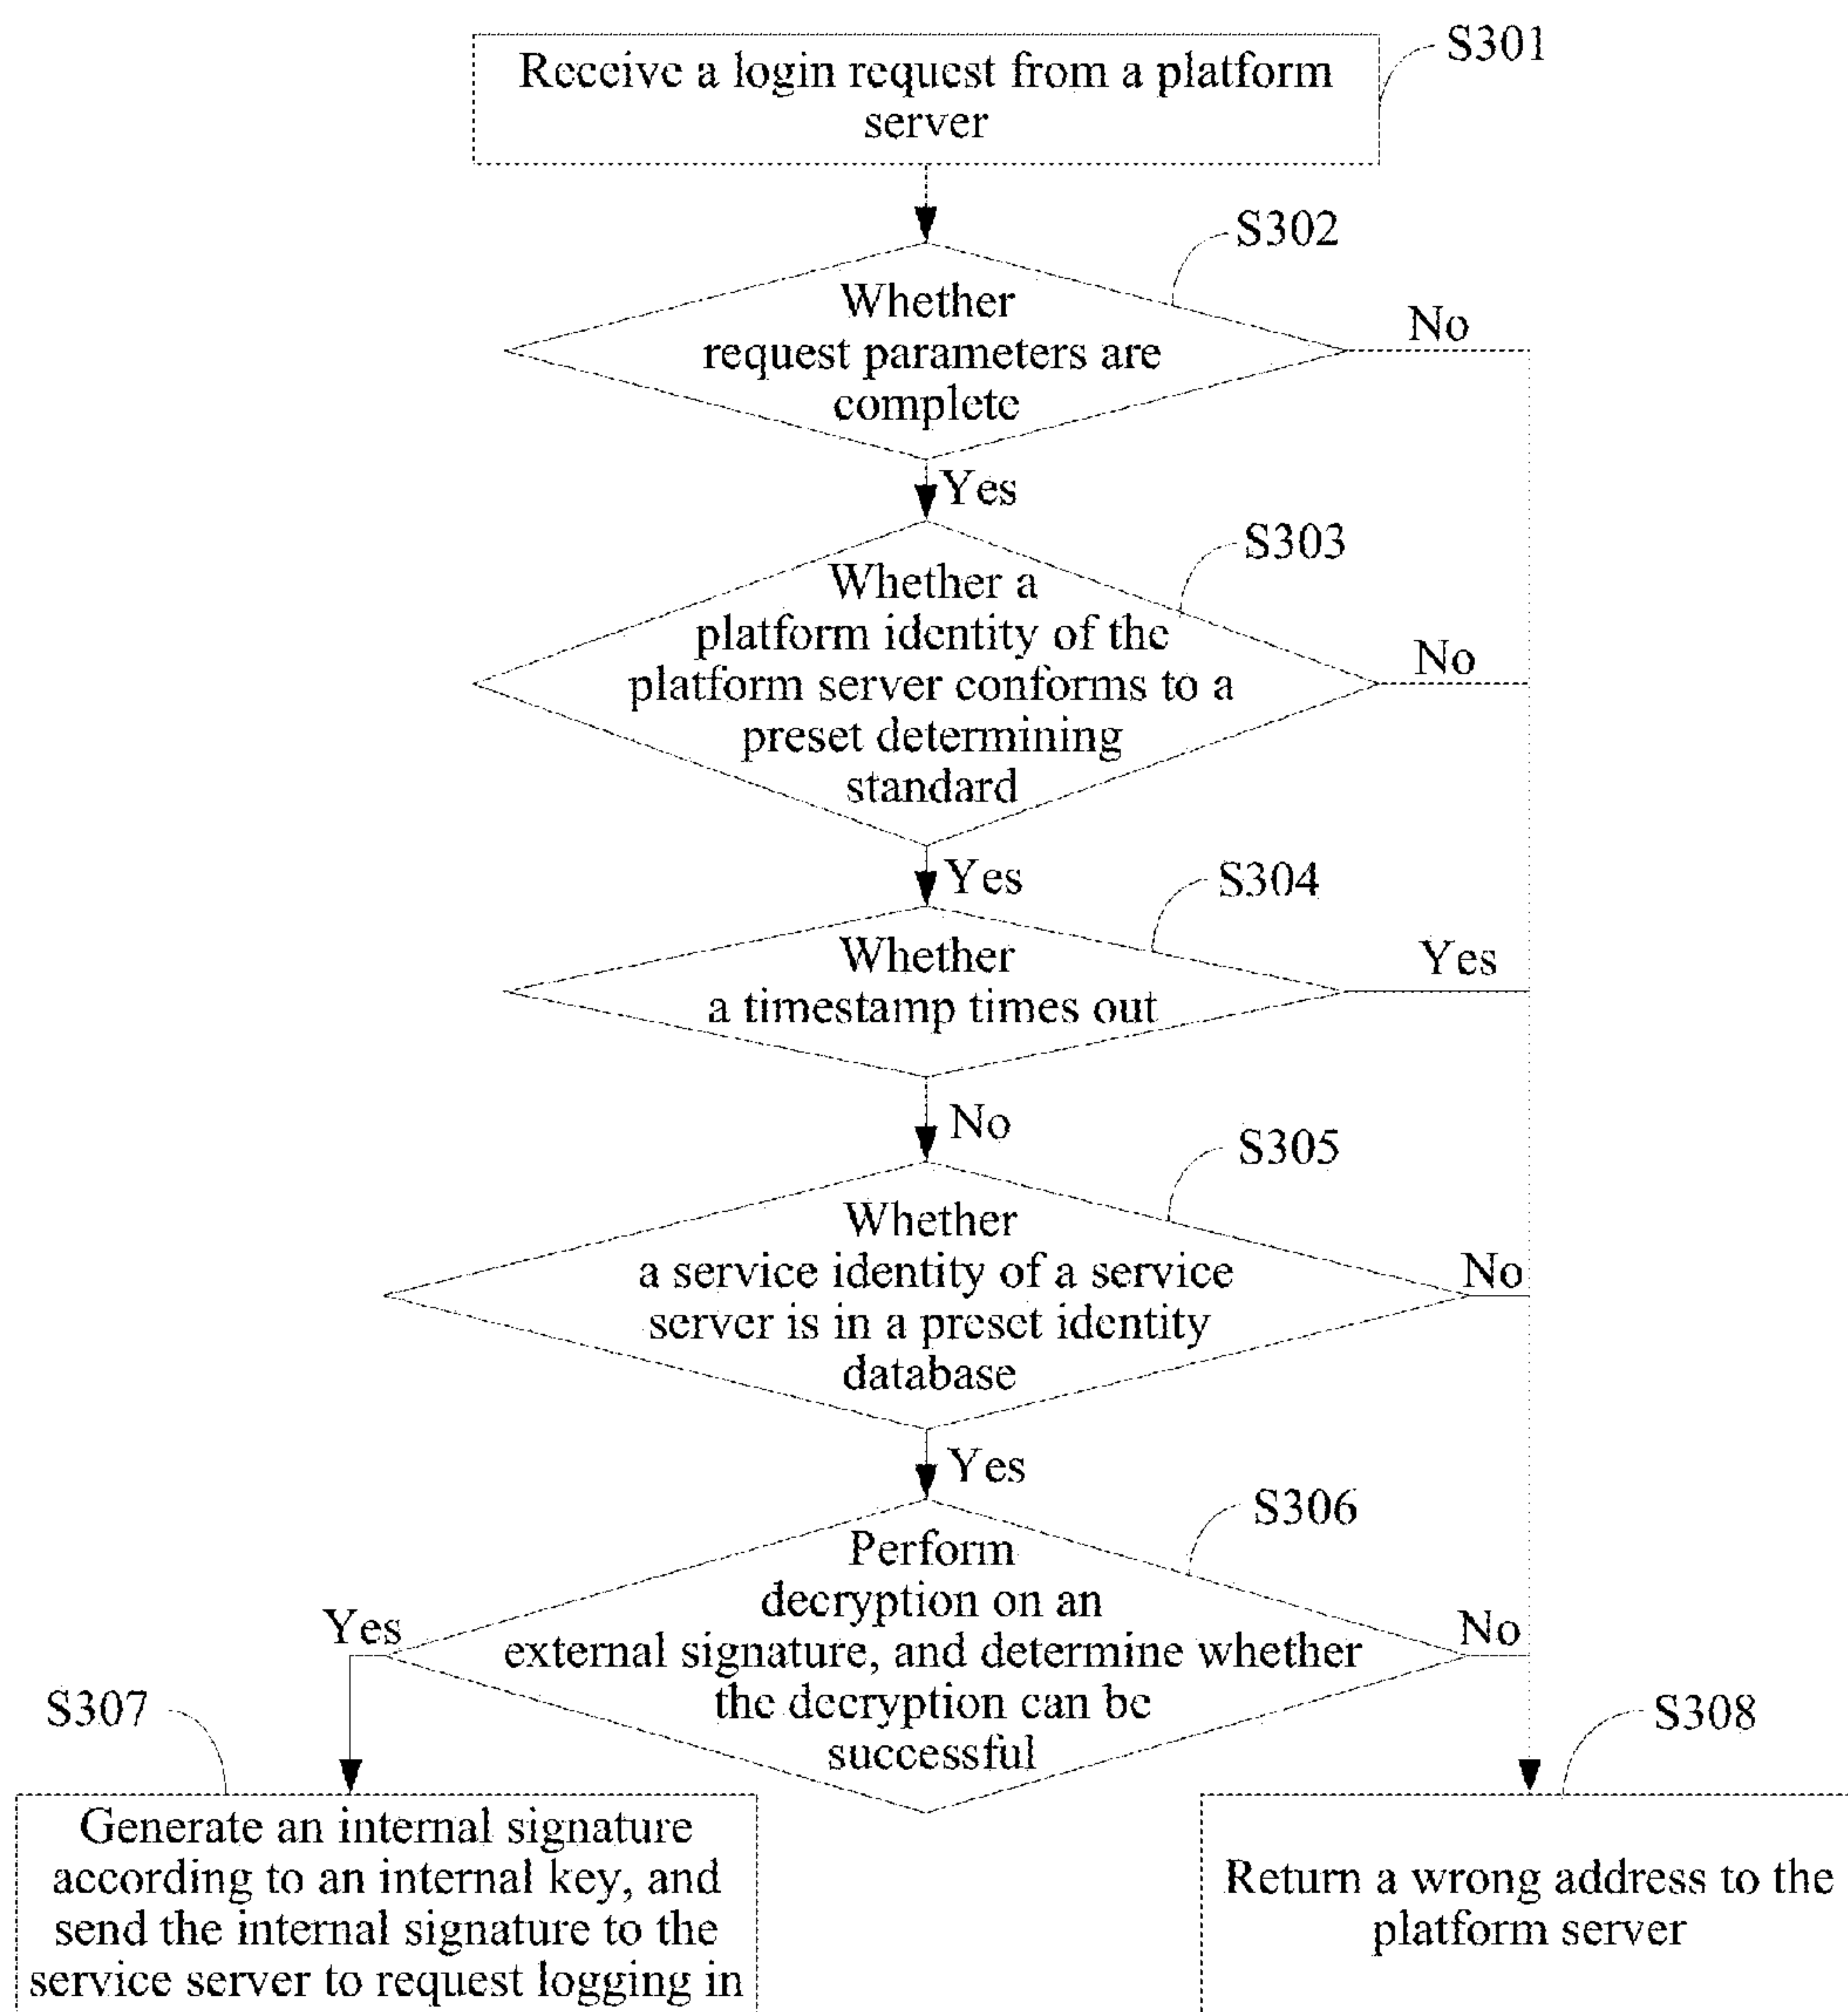 S301
Receive a login request from a platform
server
S302
Whether
request parameters are
complete
No
Yes
S303
Whether a
platform identity of the
platform server conforms to a
preset determining
standard
No
Yes
S304
Whether
a timestamp times out
Yes
No
S305
Whether
a service identity of a service
server is in a preset identity
database
No
Yes
S306
Perform
decryption on an
external signature, and determine whether
the decryption can be
successful
Yes
No
S307
Generate an internal signature
according to an internal key, and
send the internal signature to the
service server to request logging in
S308
Return a wrong address to the
platform server